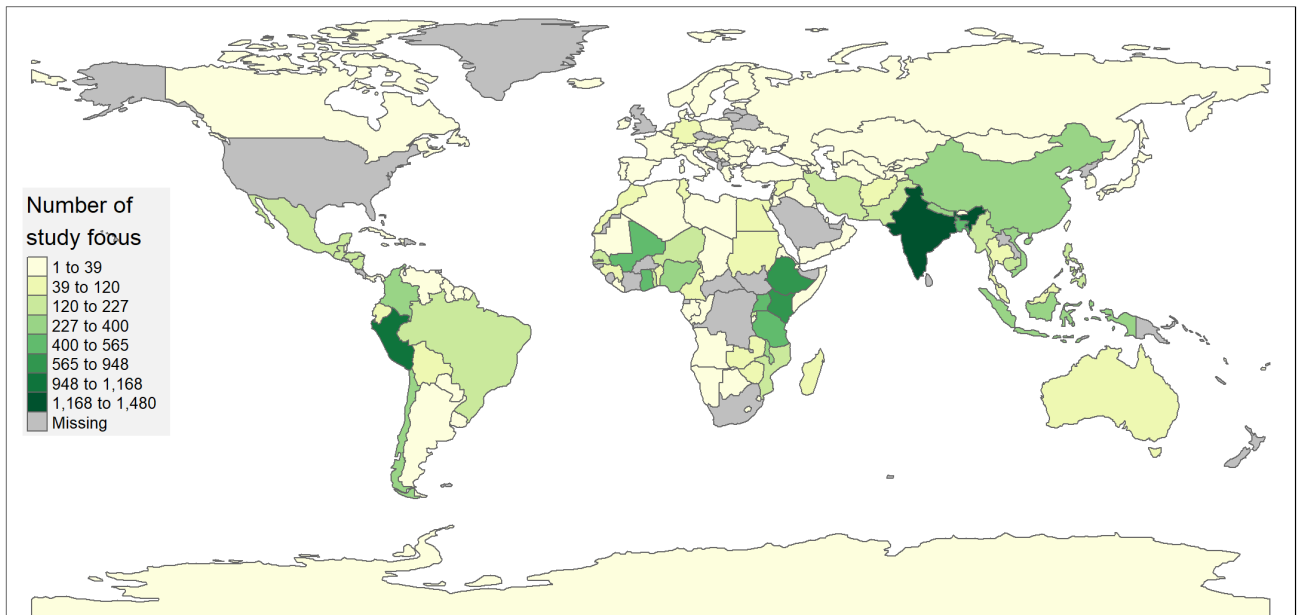 Number of
study focus
1 to 39
39 to 120
120 to 227
227 to 400
400 to 565
565 to 948
948 to 1,168
1,168 to 1,480
Missing